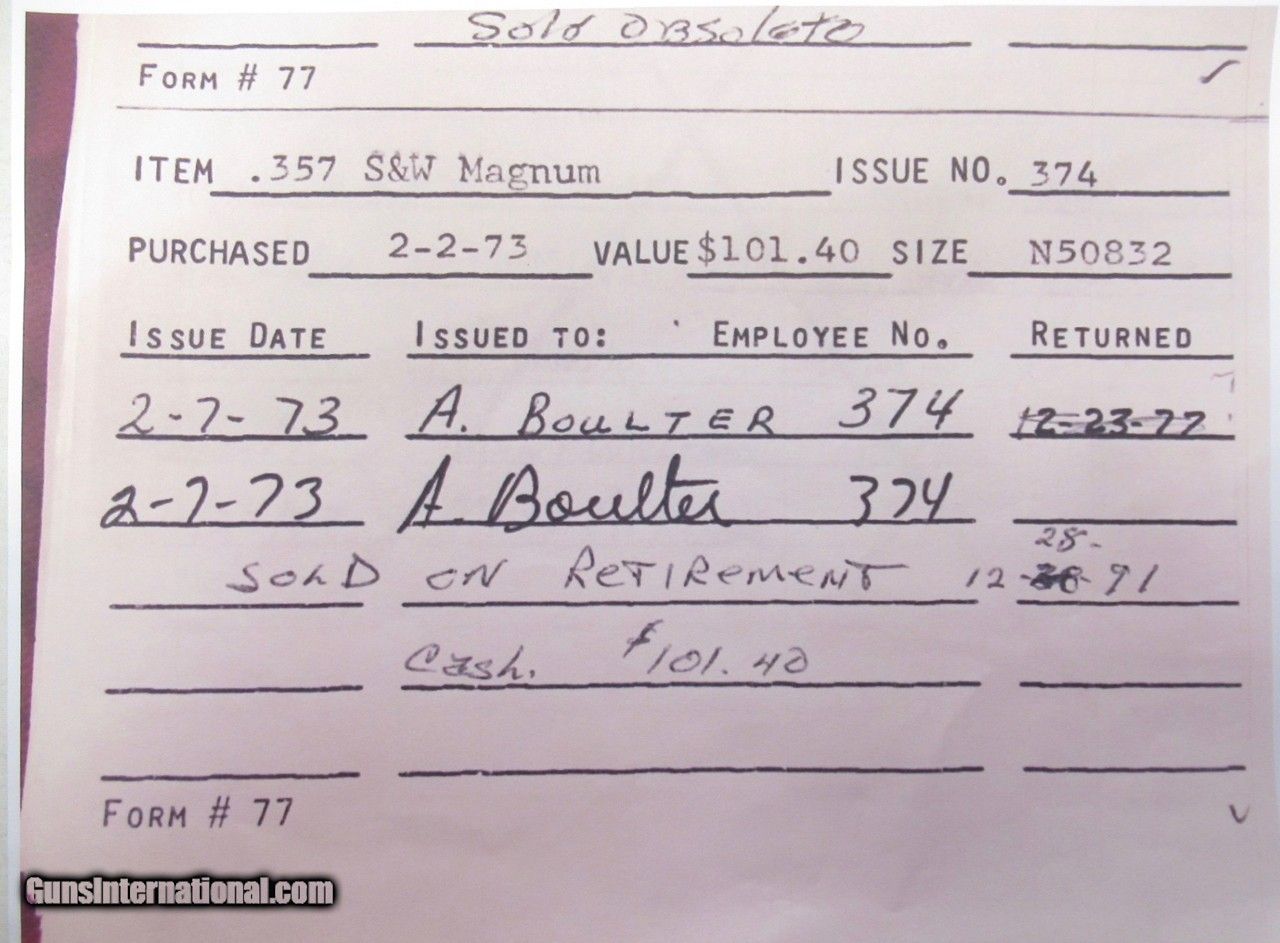 Sold Obsolete
FORM # 77
ITEM .357 S&W Magnum ISSUE NO. 374
PURCHASED 2-2-73 VALUE $101.40 SIZE N50832
ISSUE DATE ISSUED TO: EMPLOYEE NO. RETURNED
2-7-73 A. BOULTER 374 12-23-77
2-7-73 A. Boulter 374
28-
SOLD ON RETIREMENT 12- -91
Cash. $101.40
FORM # 77
GunsInternational.com